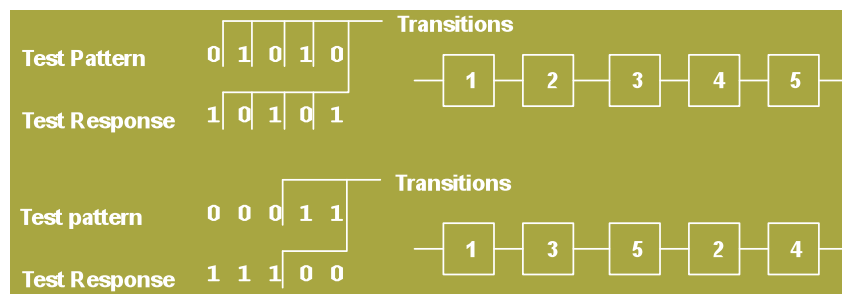 Transitions
Test Pattern 0 1 0 1 0
1 2 3 4 5
Test Response 1 0 1 0 1
Transitions
Test pattern 0 0 0 1 1
1 3 5 2 4
Test Response 1 1 1 0 0